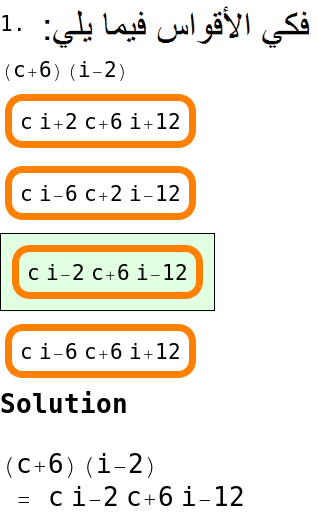 1. فكي الأقواس فيما يلي:
(c+6)(i−2)
c i+2 c+6 i+12
c i−6 c+2 i−12
c i−2 c+6 i−12
c i−6 c+6 i+12
Solution
(c+6)(i−2)
= c i−2 c+6 i−12